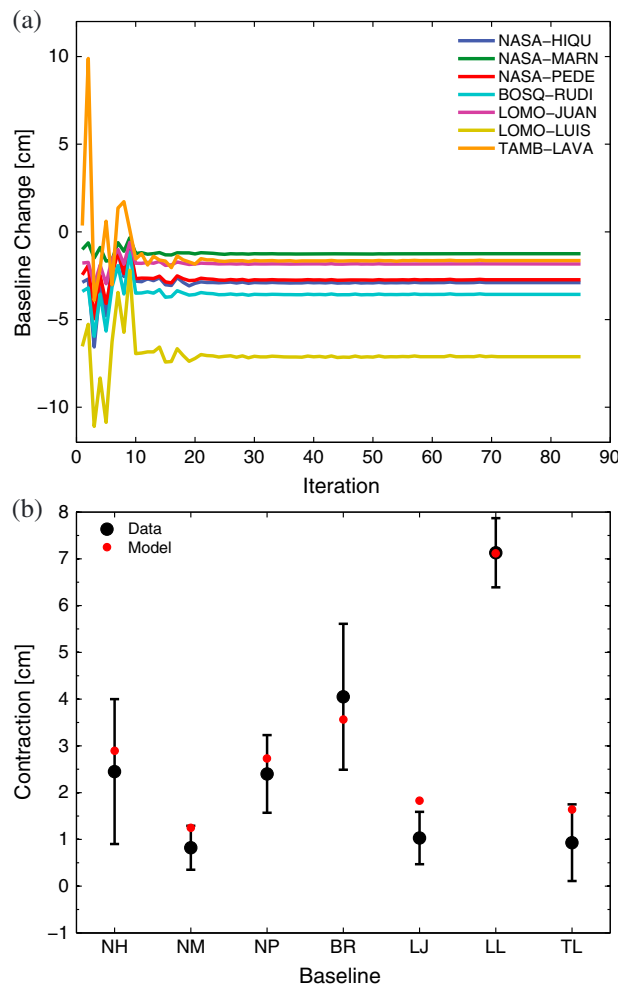 (a)
10
5
0
−5
−10
Baseline Change [cm]
NASA−HIQU
NASA−MARN
NASA−PEDE
BOSQ−RUDI
LOMO−JUAN
LOMO−LUIS
TAMB−LAVA
0 10 20 30 40 50 60 70 80 90
Iteration
(b)
8
7
6
5
4
3
2
1
0
−1
Contraction [cm]
Data
Model
NH NM NP BR LJ LL TL
Baseline